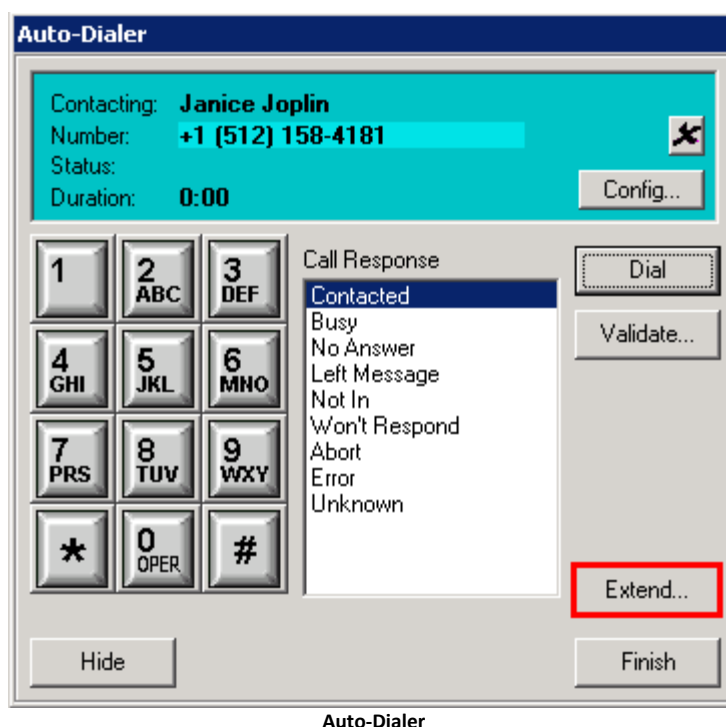 Auto-Dialer
Contacting: Janice Joplin
Number: +1 (512) 158-4181
Status:
Duration: 0:00
Config...
1
2 ABC
3 DEF
4 GHI
5 JKL
6 MNO
7 PRS
8 TUV
9 WXY
*
0 OPER
#
Call Response
Contacted
Busy
No Answer
Left Message
Not In
Won't Respond
Abort
Error
Unknown
Dial
Validate...
Extend...
Hide
Finish
Auto-Dialer